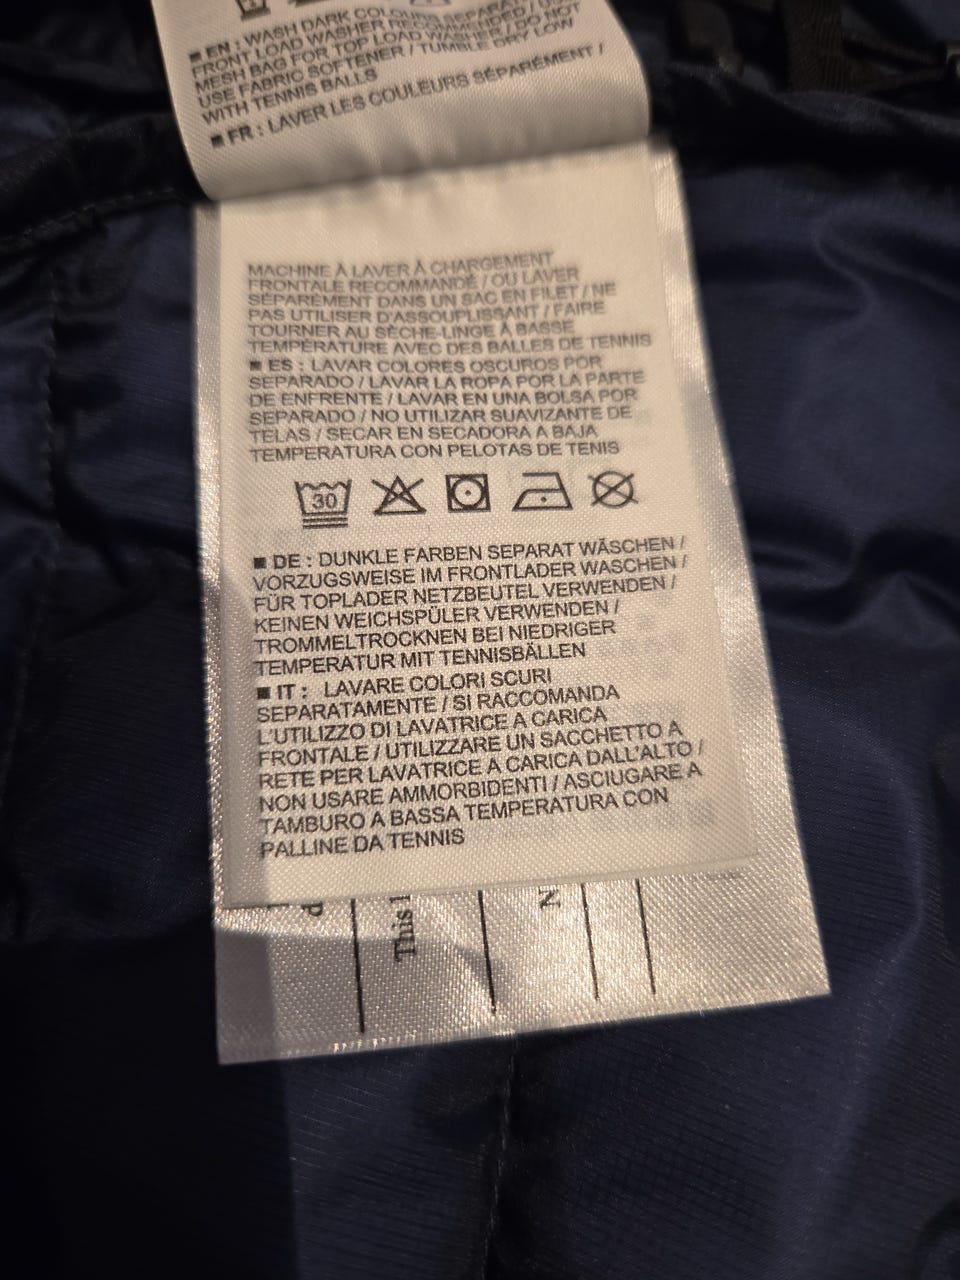 ■ EN : WASH DARK COLOURS SEPARATELY /
FRONT LOAD WASHER RECOMMENDED / USE
MESH BAG FOR TOP LOAD WASHER / DO NOT
USE FABRIC SOFTENER / TUMBLE DRY LOW
WITH TENNIS BALLS
■ FR : LAVER LES COULEURS SÉPARÉMENT /
MACHINE À LAVER À CHARGEMENT
FRONTALE RECOMMANDÉ / OU LAVER
SÉPARÉMENT DANS UN SAC EN FILET / NE
PAS UTILISER D'ASSOUPLISSANT / FAIRE
TOURNER AU SÈCHE-LINGE À BASSE
TEMPÉRATURE AVEC DES BALLES DE TENNIS
■ ES : LAVAR COLORES OSCUROS POR
SEPARADO / LAVAR LA ROPA POR LA PARTE
DE ENFRENTE / LAVAR EN UNA BOLSA POR
SEPARADO / NO UTILIZAR SUAVIZANTE DE
TELAS / SECAR EN SECADORA A BAJA
TEMPERATURA CON PELOTAS DE TENIS
30
■ DE : DUNKLE FARBEN SEPARAT WÄSCHEN /
VORZUGSWEISE IM FRONTLADER WASCHEN /
FÜR TOPLADER NETZBEUTEL VERWENDEN /
KEINEN WEICHSPÜLER VERWENDEN /
TROMMELTROCKNEN BEI NIEDRIGER
TEMPERATUR MIT TENNISBÄLLEN
■ IT : LAVARE COLORI SCURI
SEPARATAMENTE / SI RACCOMANDA
L'UTILIZZO DI LAVATRICE A CARICA
FRONTALE / UTILIZZARE UN SACCHETTO A
RETE PER LAVATRICE A CARICA DALL'ALTO /
NON USARE AMMORBIDENTI / ASCIUGARE A
TAMBURO A BASSA TEMPERATURA CON
PALLINE DA TENNIS
This